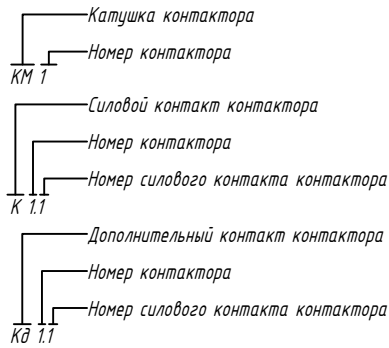 Катушка контактора
Номер контактора
КМ 1
Силовой контакт контактора
Номер контактора
Номер силового контакта контактора
К 1.1
Дополнительный контакт контактора
Номер контактора
Номер силового контакта контактора
Кд 1.1